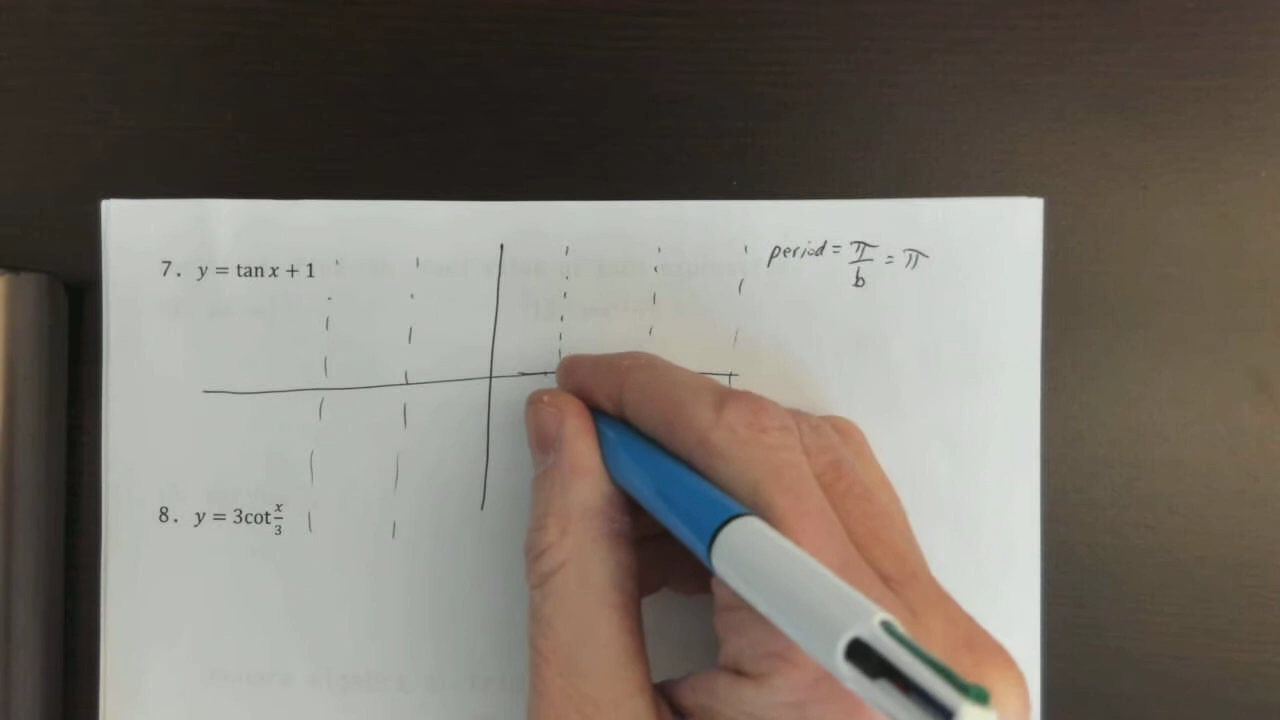 7. y = tan x + 1
period = π/b = π
8. y = 3cot x/3